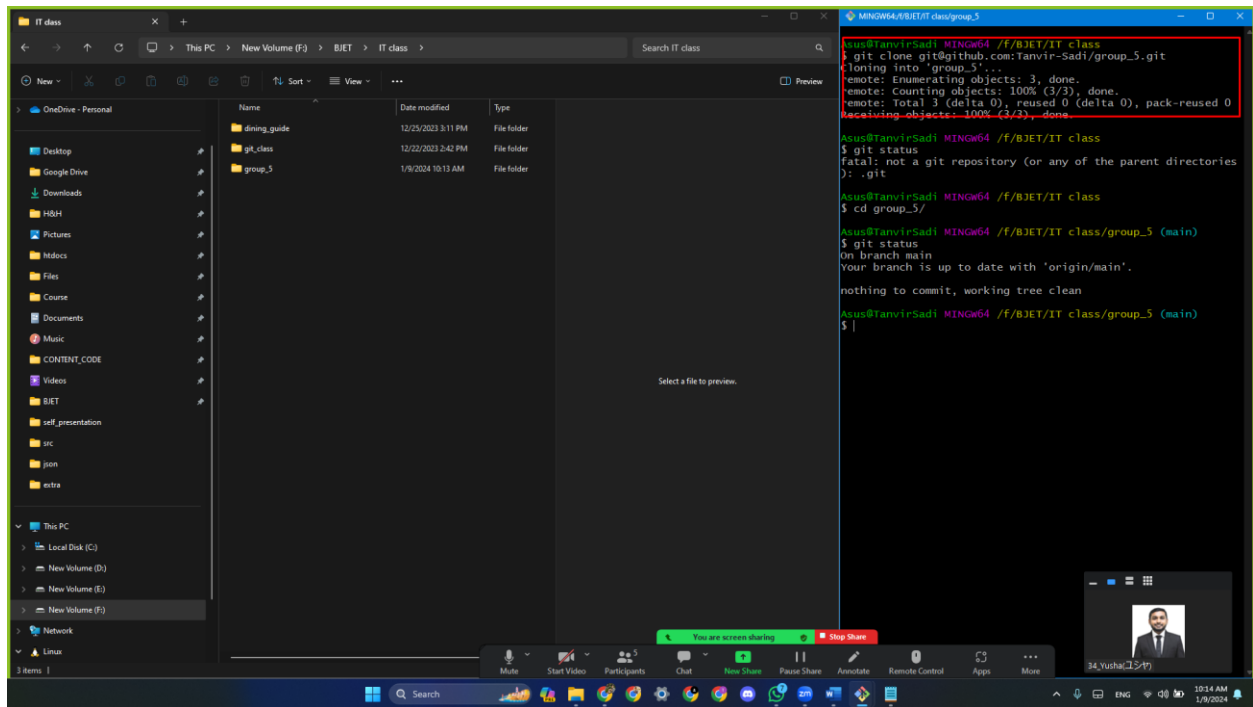 IT class
This PC > New Volume (F:) > BJET > IT class >
Search IT class
New
Sort
View
Preview
Name
Date modified
Type
OneDrive - Personal
Desktop
Google Drive
Downloads
H&H
Pictures
htdocs
Files
Course
Documents
Music
CONTENT_CODE
Videos
BJET
self_presentation
src
json
extra
This PC
Local Disk (C:)
New Volume (D:)
New Volume (E:)
New Volume (F:)
Network
Linux
3 items
dining_guide 12/25/2023 3:11 PM File folder
git_class 12/22/2023 2:42 PM File folder
group_5 1/9/2024 10:13 AM File folder
Select a file to preview.
MINGW64:/f/BJET/IT class/group_5
Asus@TanvirSadi MINGW64 /f/BJET/IT class
$ git clone git@github.com:Tanvir-Sadi/group_5.git
Cloning into 'group_5'...
remote: Enumerating objects: 3, done.
remote: Counting objects: 100% (3/3), done.
remote: Total 3 (delta 0), reused 0 (delta 0), pack-reused 0
Receiving objects: 100% (3/3), done.
Asus@TanvirSadi MINGW64 /f/BJET/IT class
$ git status
fatal: not a git repository (or any of the parent directories
): .git
Asus@TanvirSadi MINGW64 /f/BJET/IT class
$ cd group_5/
Asus@TanvirSadi MINGW64 /f/BJET/IT class/group_5 (main)
$ git status
On branch main
Your branch is up to date with 'origin/main'.
nothing to commit, working tree clean
Asus@TanvirSadi MINGW64 /f/BJET/IT class/group_5 (main)
$
34_Yusha(ユシヤ)
You are screen sharing
Stop Share
Mute
Start Video
Participants
5
Chat
New Share
Pause Share
Annotate
Remote Control
Apps
More
Search
ENG
10:14 AM
1/9/2024